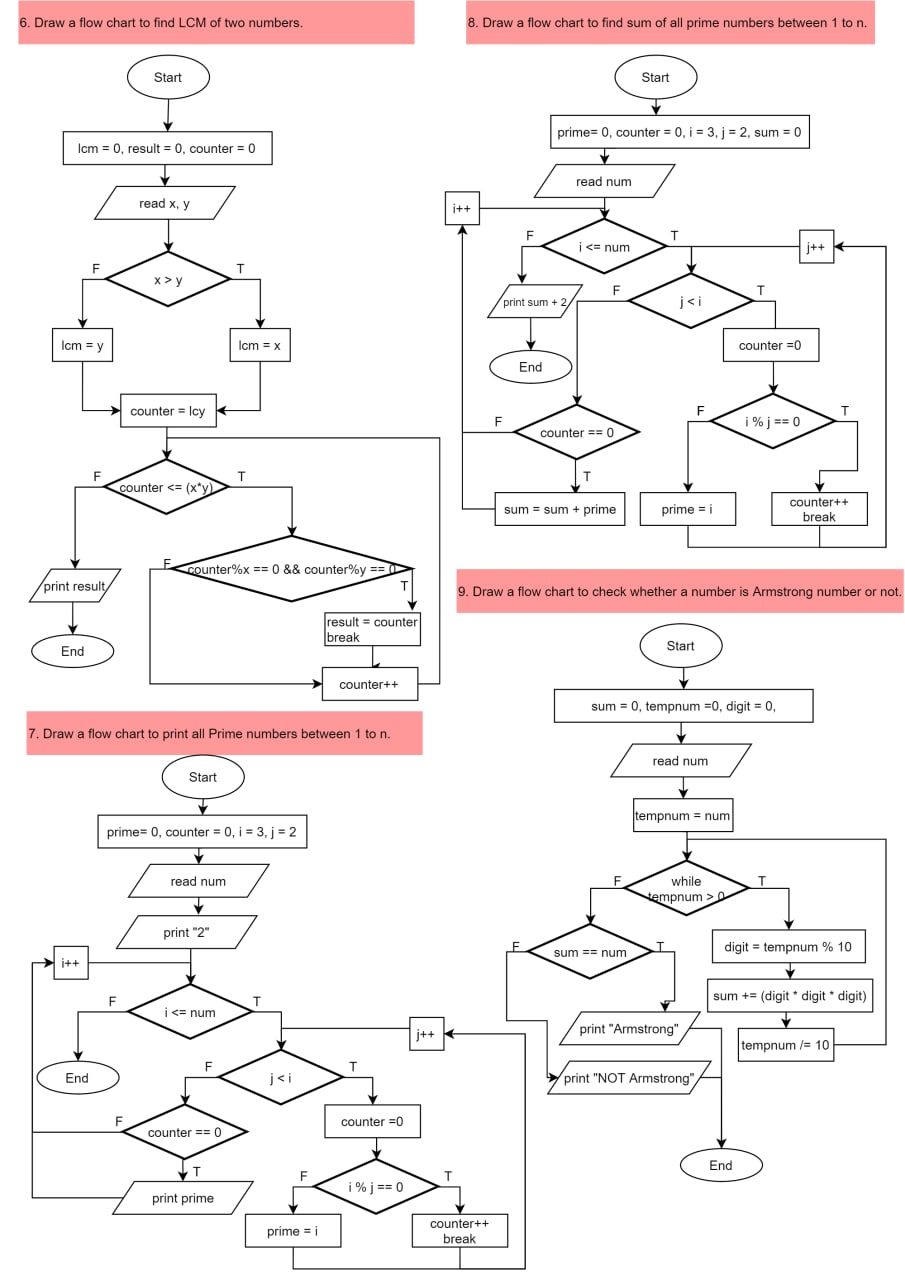 6. Draw a flow chart to find LCM of two numbers.
Start
lcm = 0, result = 0, counter = 0
read x, y
x > y
F
T
lcm = y
lcm = x
counter = lcy
counter <= (x*y)
F
T
print result
End
counter%x == 0 && counter%y == 0
F
T
result = counter
break
counter++
7. Draw a flow chart to print all Prime numbers between 1 to n.
Start
prime= 0, counter = 0, i = 3, j = 2
read num
print "2"
i++
i <= num
F
T
End
j++
j < i
F
T
counter == 0
F
T
print prime
counter =0
i % j == 0
F
T
prime = i
counter++
break
8. Draw a flow chart to find sum of all prime numbers between 1 to n.
Start
prime= 0, counter = 0, i = 3, j = 2, sum = 0
read num
i++
i <= num
F
T
j++
print sum + 2
End
j < i
F
T
counter =0
counter == 0
F
T
sum = sum + prime
i % j == 0
F
T
prime = i
counter++
break
9. Draw a flow chart to check whether a number is Armstrong number or not.
Start
sum = 0, tempnum =0, digit = 0,
read num
tempnum = num
while
tempnum > 0
F
T
sum == num
F
T
digit = tempnum % 10
sum += (digit * digit * digit)
tempnum /= 10
print "Armstrong"
print "NOT Armstrong"
End